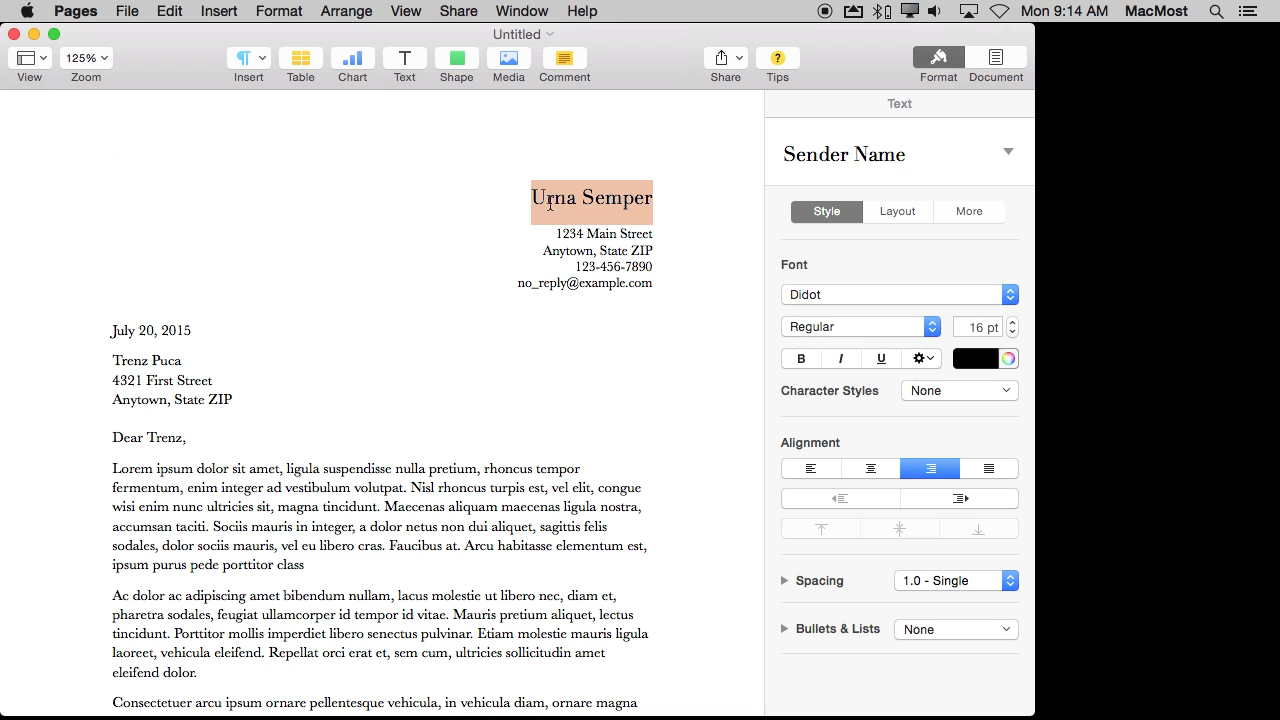 Pages File Edit Insert Format Arrange View Share Window Help Mon 9:14 AM MacMost
Untitled
125%
View Zoom Insert Table Chart Text Shape Media Comment Share Tips Format Document
Text
Sender Name
Style Layout More
Font
Didot
Regular 16 pt
B I U
Character Styles None
Alignment
Spacing 1.0 - Single
Bullets & Lists None
Urna Semper
1234 Main Street
Anytown, State ZIP
123-456-7890
no_reply@example.com
July 20, 2015
Trenz Puca
4321 First Street
Anytown, State ZIP
Dear Trenz,
Lorem ipsum dolor sit amet, ligula suspendisse nulla pretium, rhoncus tempor
fermentum, enim integer ad vestibulum volutpat. Nisl rhoncus turpis est, vel elit, congue
wisi enim nunc ultricies sit, magna tincidunt. Maecenas aliquam maecenas ligula nostra,
accumsan taciti. Sociis mauris in integer, a dolor netus non dui aliquet, sagittis felis
sodales, dolor sociis mauris, vel eu libero cras. Faucibus at. Arcu habitasse elementum est,
ipsum purus pede porttitor class
Ac dolor ac adipiscing amet bibendum nullam, lacus molestie ut libero nec, diam et,
pharetra sodales, feugiat ullamcorper id tempor id vitae. Mauris pretium aliquet, lectus
tincidunt. Porttitor mollis imperdiet libero senectus pulvinar. Etiam molestie mauris ligula
laoreet, vehicula eleifend. Repellat orci erat et, sem cum, ultricies sollicitudin amet
eleifend dolor.
Consectetuer arcu ipsum ornare pellentesque vehicula, in vehicula diam, ornare magna